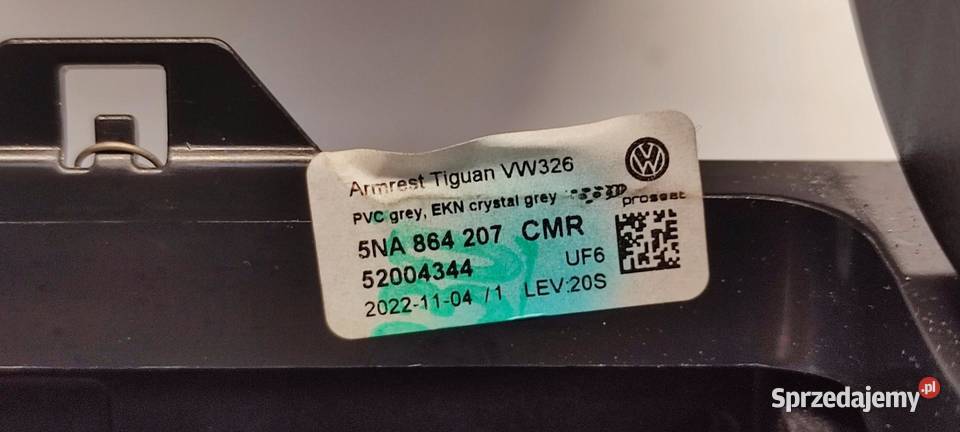 Armrest Tiguan VW326
PVC grey, EKN crystal grey
proseat
5NA 864 207 CMR
52004344 UF6
2022-11-04 /1 LEV:20S
Sprzedajemy.pl